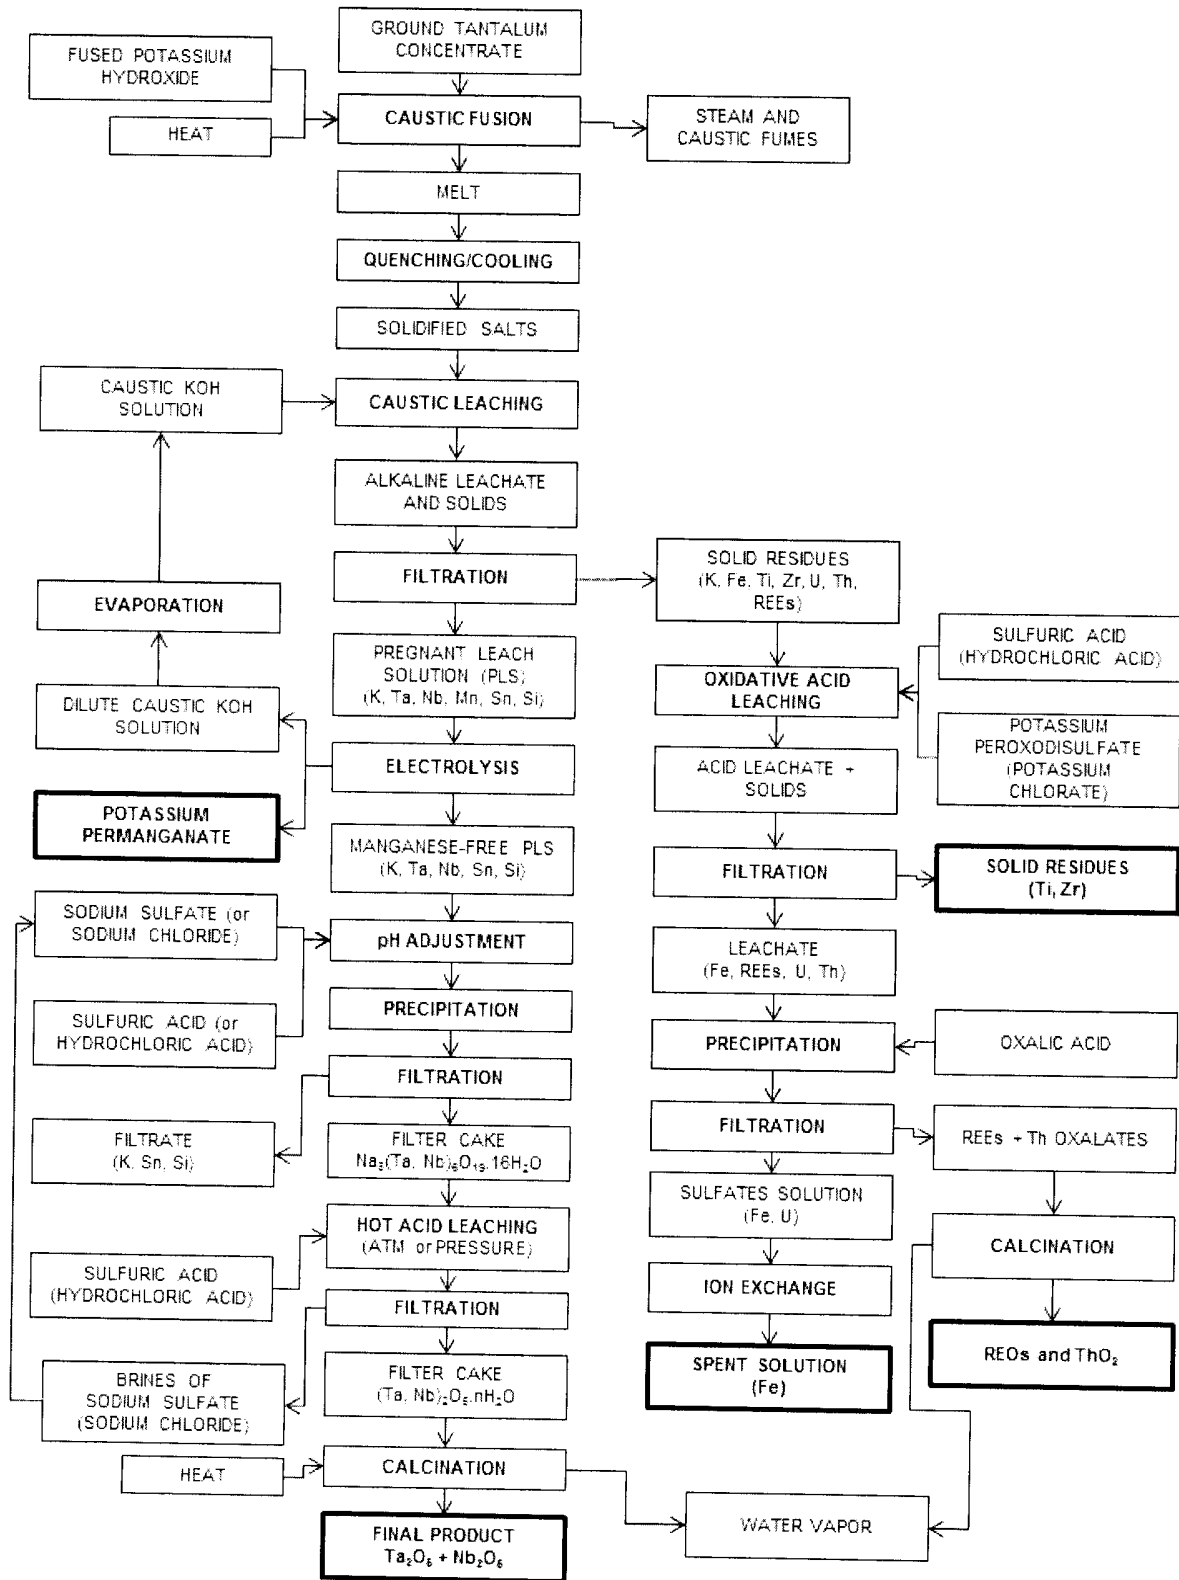 GROUND TANTALUM
CONCENTRATE
FUSED POTASSIUM
HYDROXIDE
HEAT
CAUSTIC FUSION
STEAM AND
CAUSTIC FUMES
MELT
QUENCHING/COOLING
SOLIDIFIED SALTS
CAUSTIC KOH
SOLUTION
CAUSTIC LEACHING
ALKALINE LEACHATE
AND SOLIDS
FILTRATION
SOLID RESIDUES
(K, Fe, Ti, Zr, U, Th,
REEs)
EVAPORATION
PREGNANT LEACH
SOLUTION (PLS)
(K, Ta, Nb, Mn, Sn, Si)
OXIDATIVE ACID
LEACHING
SULFURIC ACID
(HYDROCHLORIC ACID)
DILUTE CAUSTIC KOH
SOLUTION
POTASSIUM
PEROXODISULFATE
(POTASSIUM
CHLORATE)
ELECTROLYSIS
ACID LEACHATE +
SOLIDS
POTASSIUM
PERMANGANATE
MANGANESE-FREE PLS
(K, Ta, Nb, Sn, Si)
FILTRATION
SOLID RESIDUES
(Ti, Zr)
SODIUM SULFATE (or
SODIUM CHLORIDE)
pH ADJUSTMENT
LEACHATE
(Fe, REEs, U, Th)
PRECIPITATION
SULFURIC ACID (or
HYDROCHLORIC ACID)
PRECIPITATION
OXALIC ACID
FILTRATION
FILTRATION
REEs + Th OXALATES
FILTRATE
(K, Sn, Si)
FILTER CAKE
Na₈(Ta, Nb)₆O₁₉.16H₂O
SULFATES SOLUTION
(Fe, U)
HOT ACID LEACHING
(ATM or PRESSURE)
CALCINATION
SULFURIC ACID
(HYDROCHLORIC ACID)
ION EXCHANGE
FILTRATION
REOs and ThO₂
SPENT SOLUTION
(Fe)
BRINES OF
SODIUM SULFATE
(SODIUM CHLORIDE)
FILTER CAKE
(Ta, Nb)₂O₅.nH₂O
HEAT
CALCINATION
WATER VAPOR
FINAL PRODUCT
Ta₂O₅ + Nb₂O₅